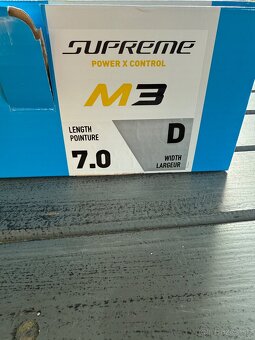 SUPREME
POWER X CONTROL
M3
LENGTH
POINTURE
7.0
D
WIDTH
LARGEUR